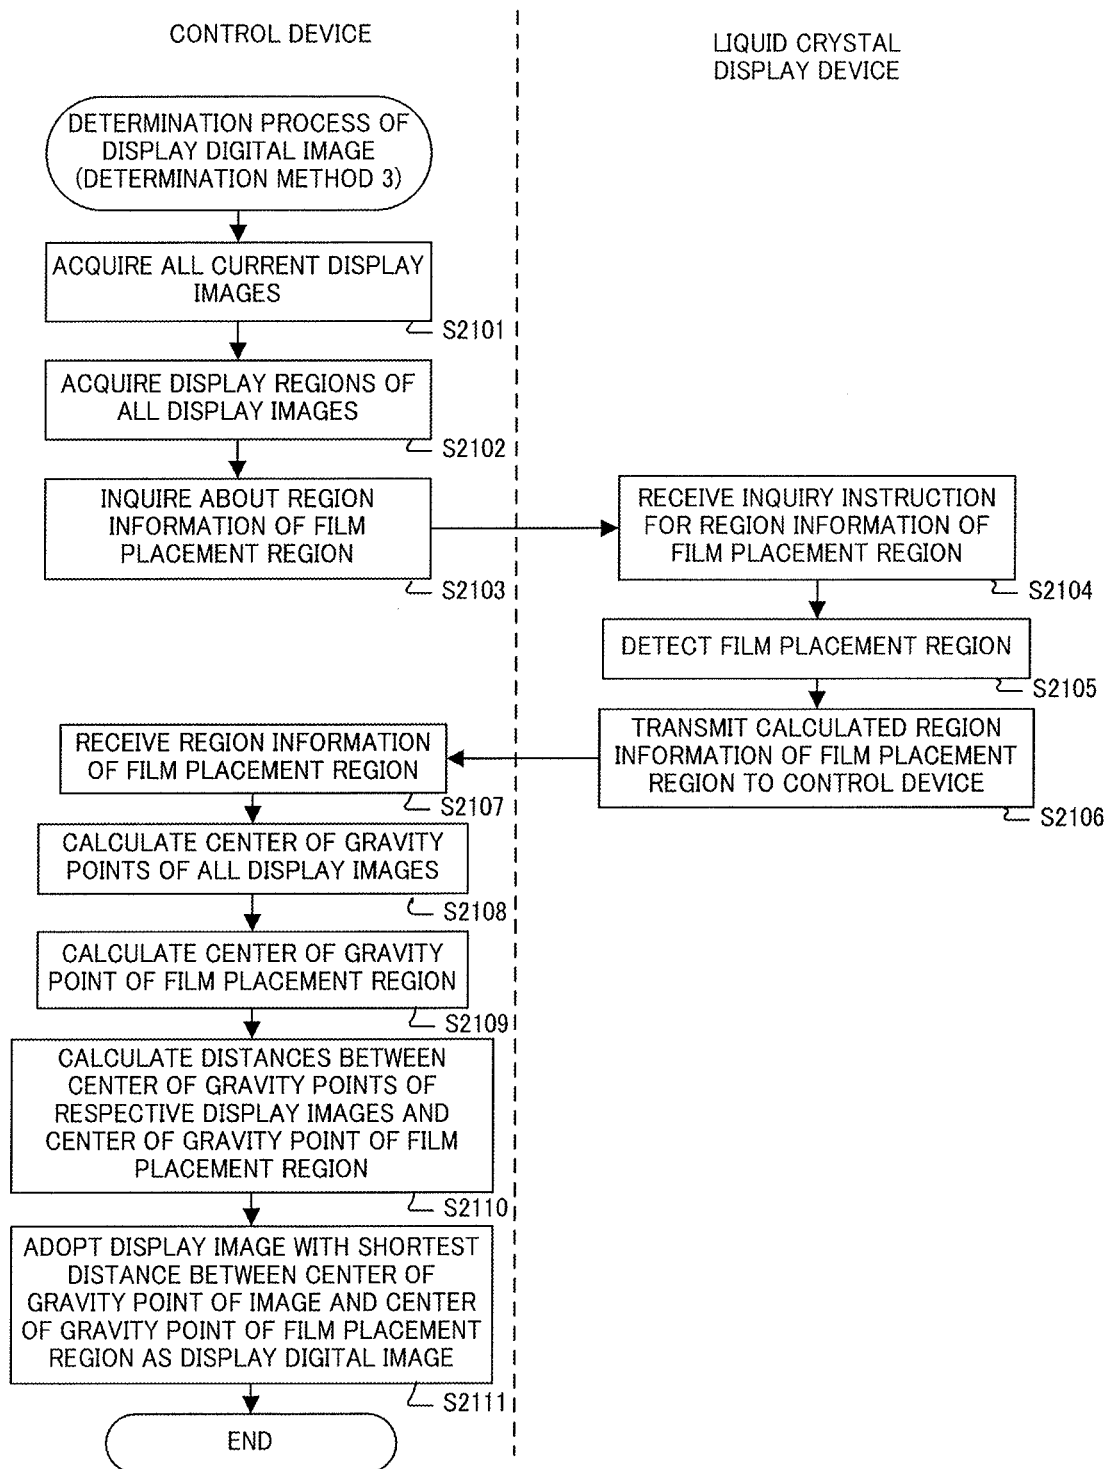 CONTROL DEVICE
LIQUID CRYSTAL
DISPLAY DEVICE
DETERMINATION PROCESS OF
DISPLAY DIGITAL IMAGE
(DETERMINATION METHOD 3)
ACQUIRE ALL CURRENT DISPLAY
IMAGES
S2101
ACQUIRE DISPLAY REGIONS OF
ALL DISPLAY IMAGES
S2102
INQUIRE ABOUT REGION
INFORMATION OF FILM
PLACEMENT REGION
S2103
RECEIVE INQUIRY INSTRUCTION
FOR REGION INFORMATION OF
FILM PLACEMENT REGION
S2104
DETECT FILM PLACEMENT REGION
S2105
TRANSMIT CALCULATED REGION
INFORMATION OF FILM PLACEMENT
REGION TO CONTROL DEVICE
S2106
RECEIVE REGION INFORMATION
OF FILM PLACEMENT REGION
S2107
CALCULATE CENTER OF GRAVITY
POINTS OF ALL DISPLAY IMAGES
S2108
CALCULATE CENTER OF GRAVITY
POINT OF FILM PLACEMENT REGION
S2109
CALCULATE DISTANCES BETWEEN
CENTER OF GRAVITY POINTS OF
RESPECTIVE DISPLAY IMAGES AND
CENTER OF GRAVITY POINT OF FILM
PLACEMENT REGION
S2110
ADOPT DISPLAY IMAGE WITH SHORTEST
DISTANCE BETWEEN CENTER OF
GRAVITY POINT OF IMAGE AND CENTER
OF GRAVITY POINT OF FILM PLACEMENT
REGION AS DISPLAY DIGITAL IMAGE
S2111
END